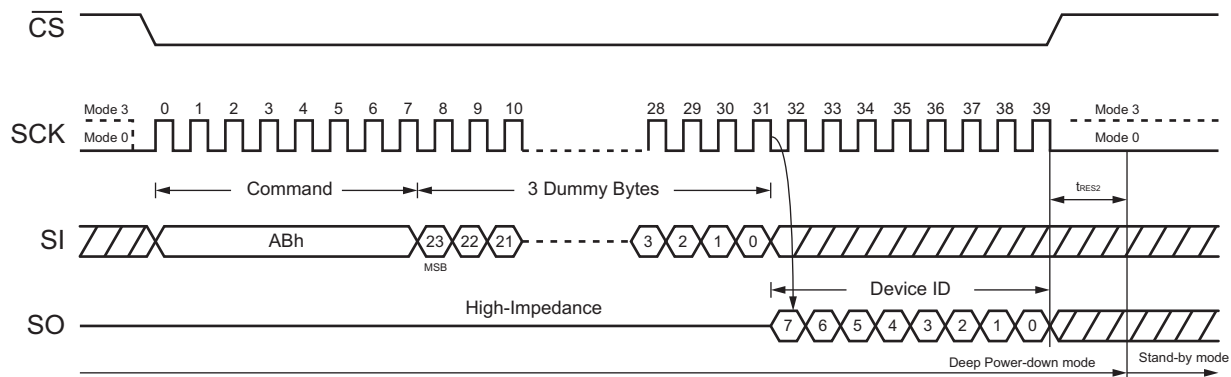 CS
0 1 2 3 4 5 6 7 8 9 10 28 29 30 31 32 33 34 35 36 37 38 39
Mode 3 Mode 3
SCK
Mode 0 Mode 0
Command 3 Dummy Bytes tRES2
SI ABh 23 22 21 3 2 1 0
MSB
High-Impedance Device ID
SO 7 6 5 4 3 2 1 0
Deep Power-down mode Stand-by mode